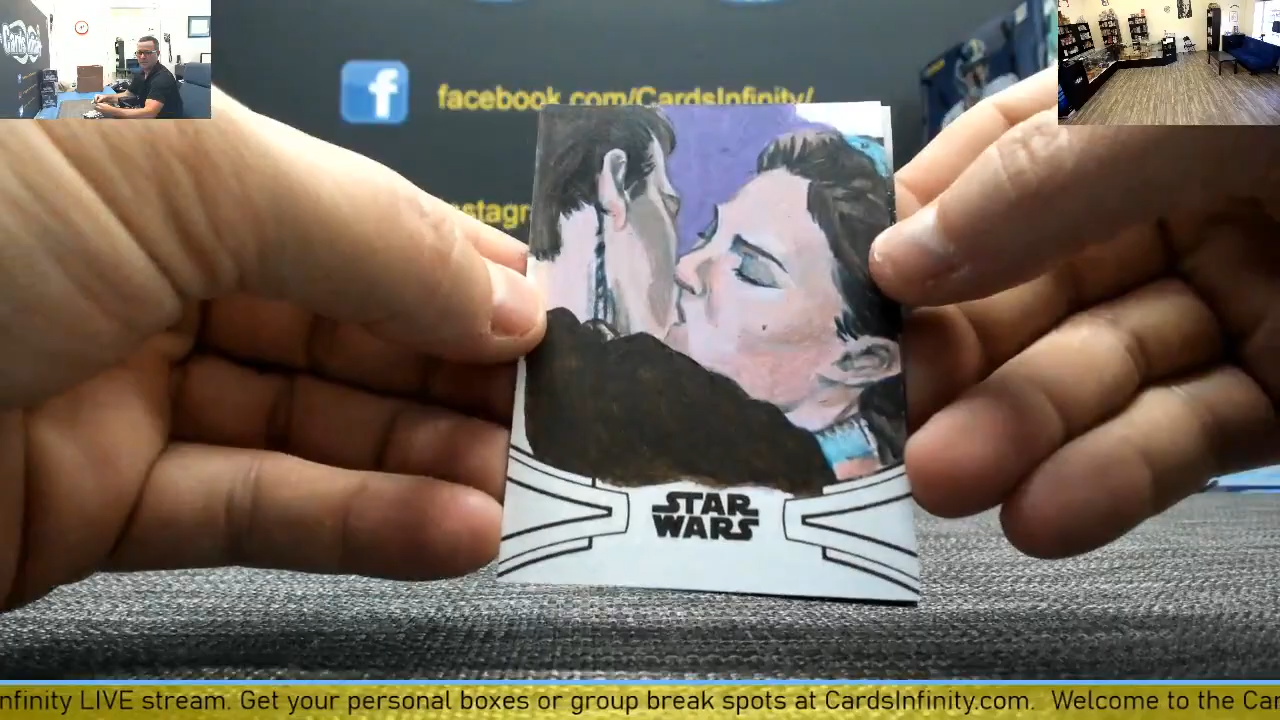 facebook.com/CardsInfinity/
nstagr
STAR
WARS
nfinity LIVE stream. Get your personal boxes or group break spots at CardsInfinity.com. Welcome to the Car